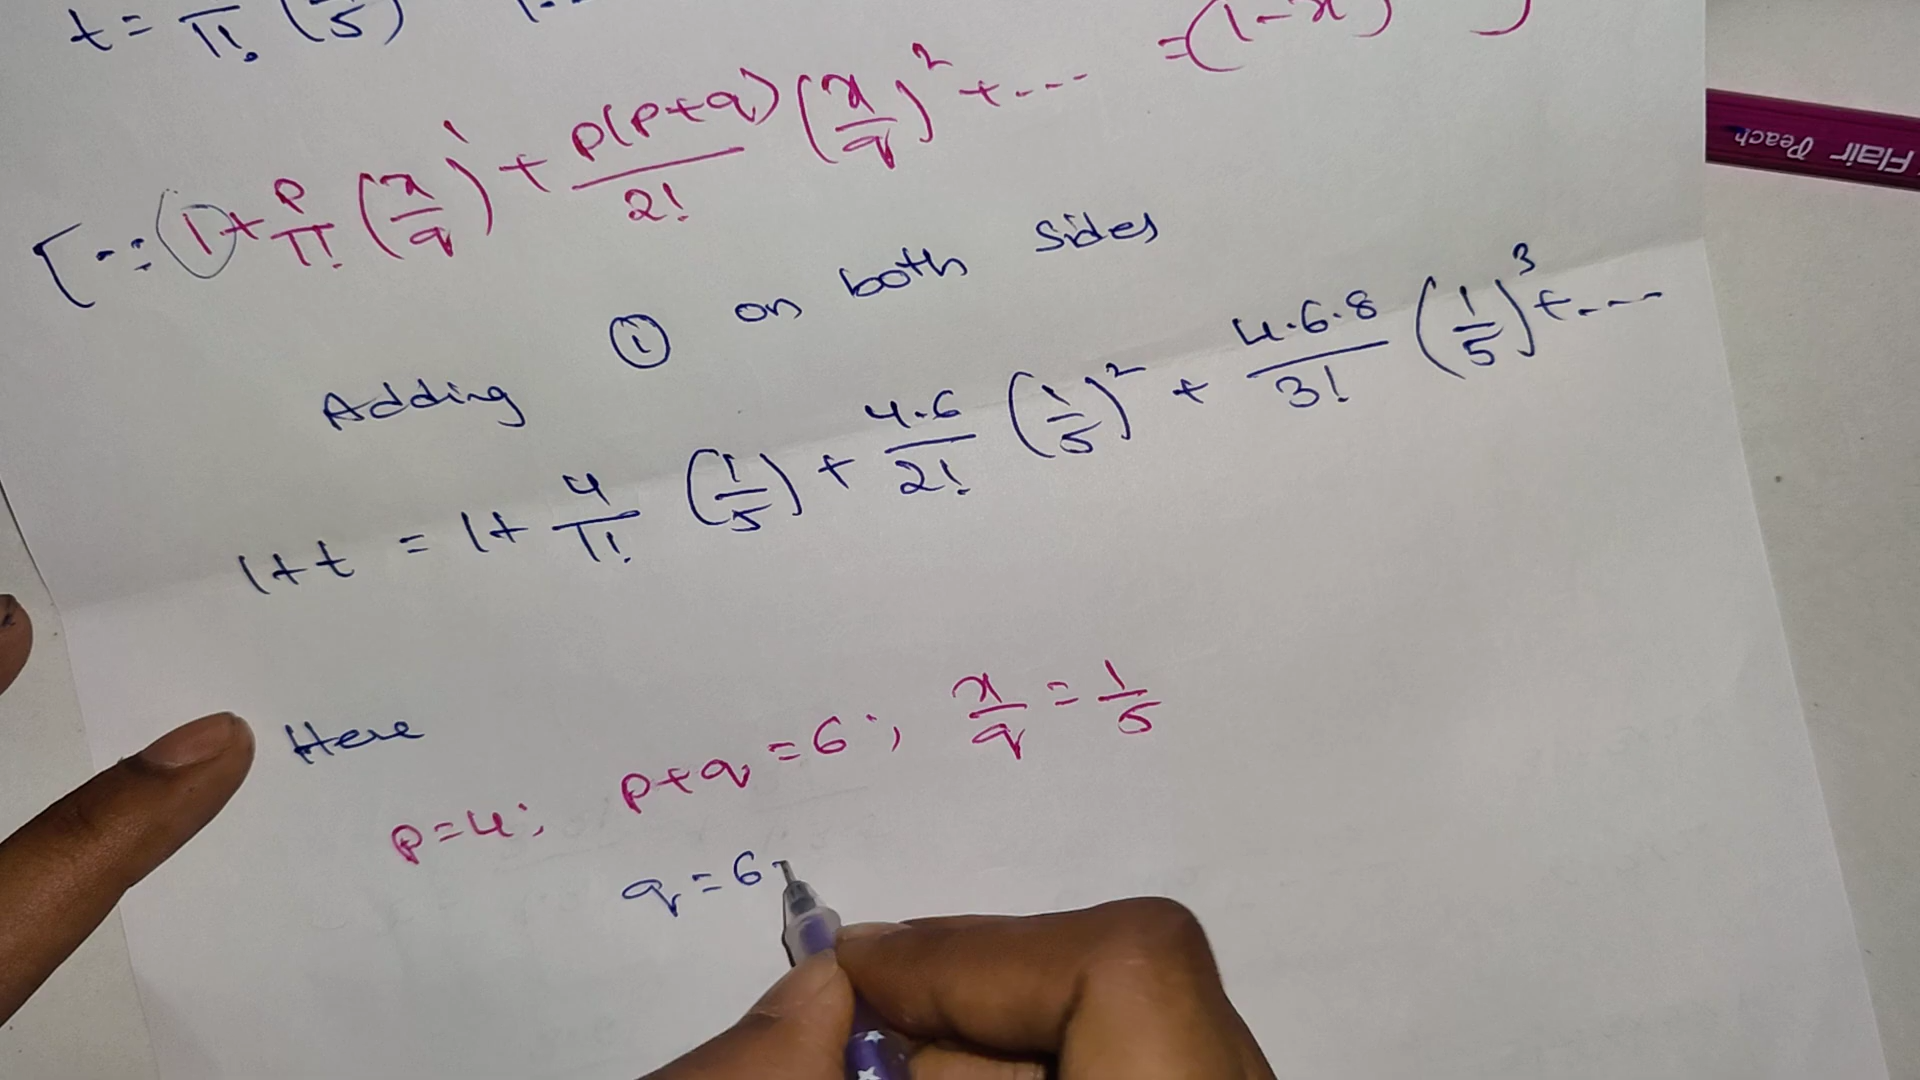 t = 1! ( 5 )
= (1-x)
[∵ 1 + p/1! (x/q)¹ + p(p+q)/2! (x/q)² + ....
Adding ① on both sides
1+t = 1 + 4/1! (1/5) + 4.6/2! (1/5)² + 4.6.8/3! (1/5)³ + ....
Here
p=4; p+q=6; x/q = 1/5
q=6-
Flair Peach